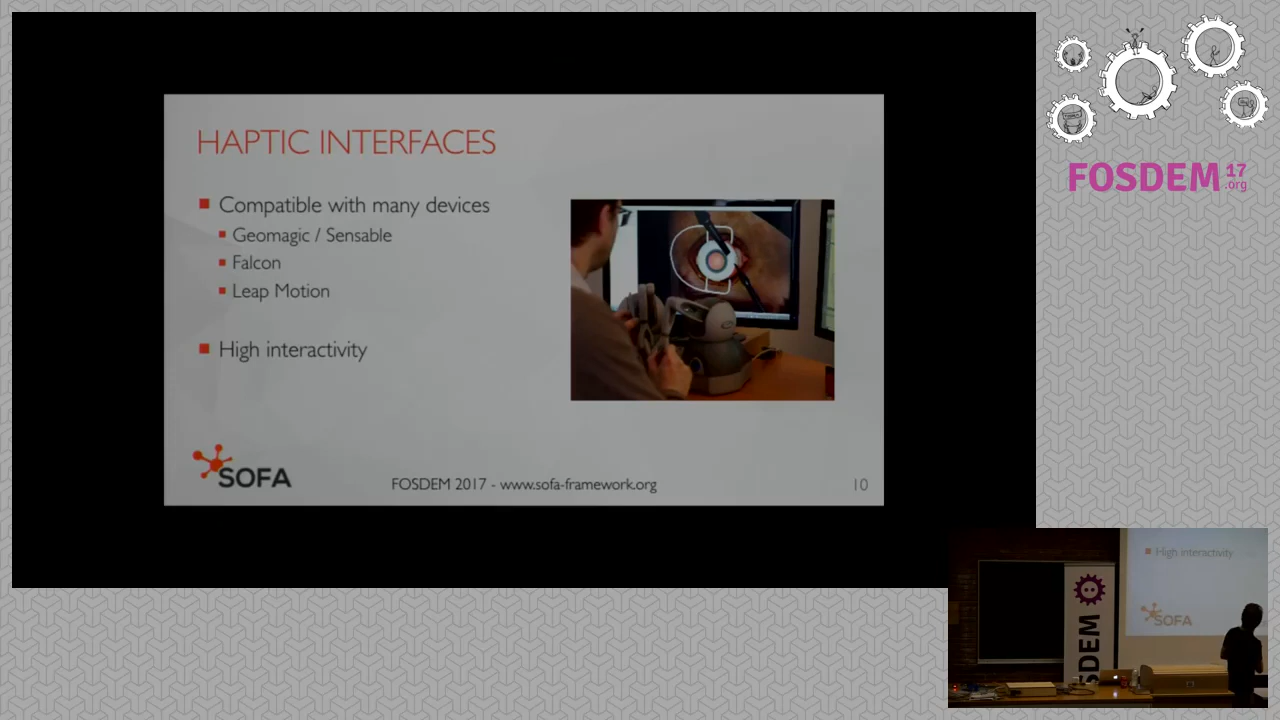 HAPTIC INTERFACES
Compatible with many devices
Geomagic / Sensable
Falcon
Leap Motion
High interactivity
SOFA
FOSDEM 2017 - www.sofa-framework.org
10
FOSDEM 17
.org
High interactivity
SOFA
SDEM